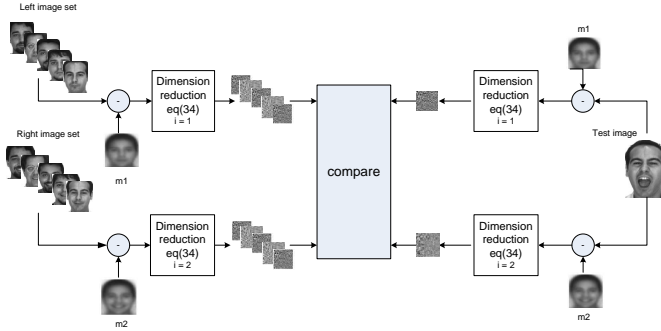 Left image set
m1
-
Dimension
reduction
eq(34)
i = 1
Dimension
reduction
eq(34)
i = 1
-
m1
Right image set
compare
Test image
-
Dimension
reduction
eq(34)
i = 2
Dimension
reduction
eq(34)
i = 2
-
m2
m2